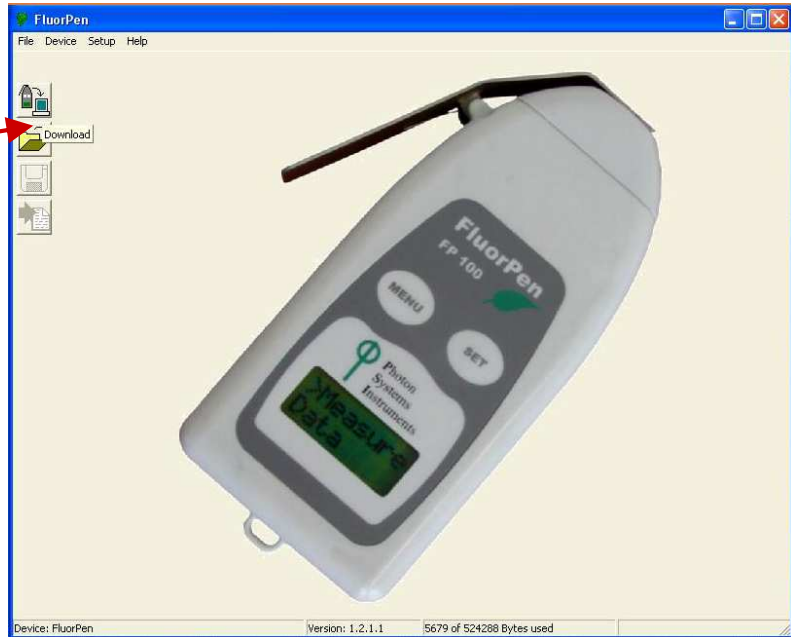 FluorPen
File Device Setup Help
Download
FluorPen
FP 100
MENU
SET
Photon
Systems
Instruments
>Measure
Data
Device: FluorPen
Version: 1.2.1.1
5679 of 524288 Bytes used